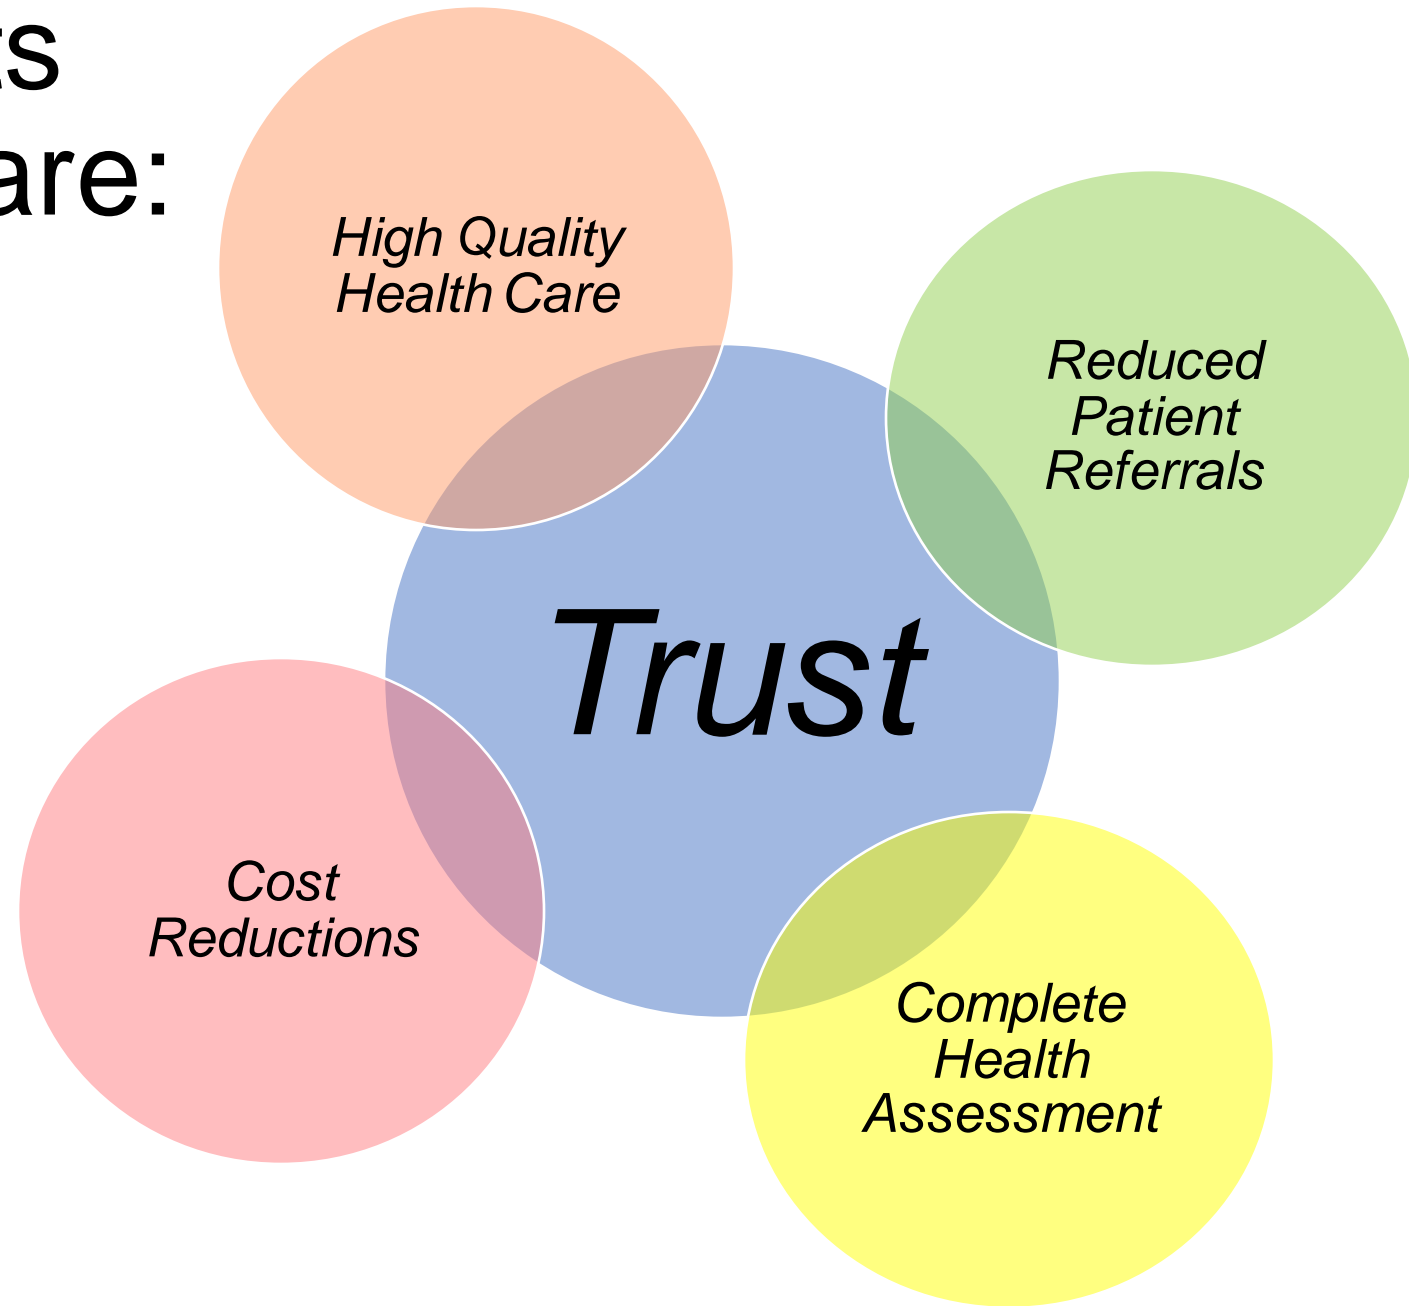 ts
are:
High Quality
Health Care
Reduced
Patient
Referrals
Trust
Cost
Reductions
Complete
Health
Assessment